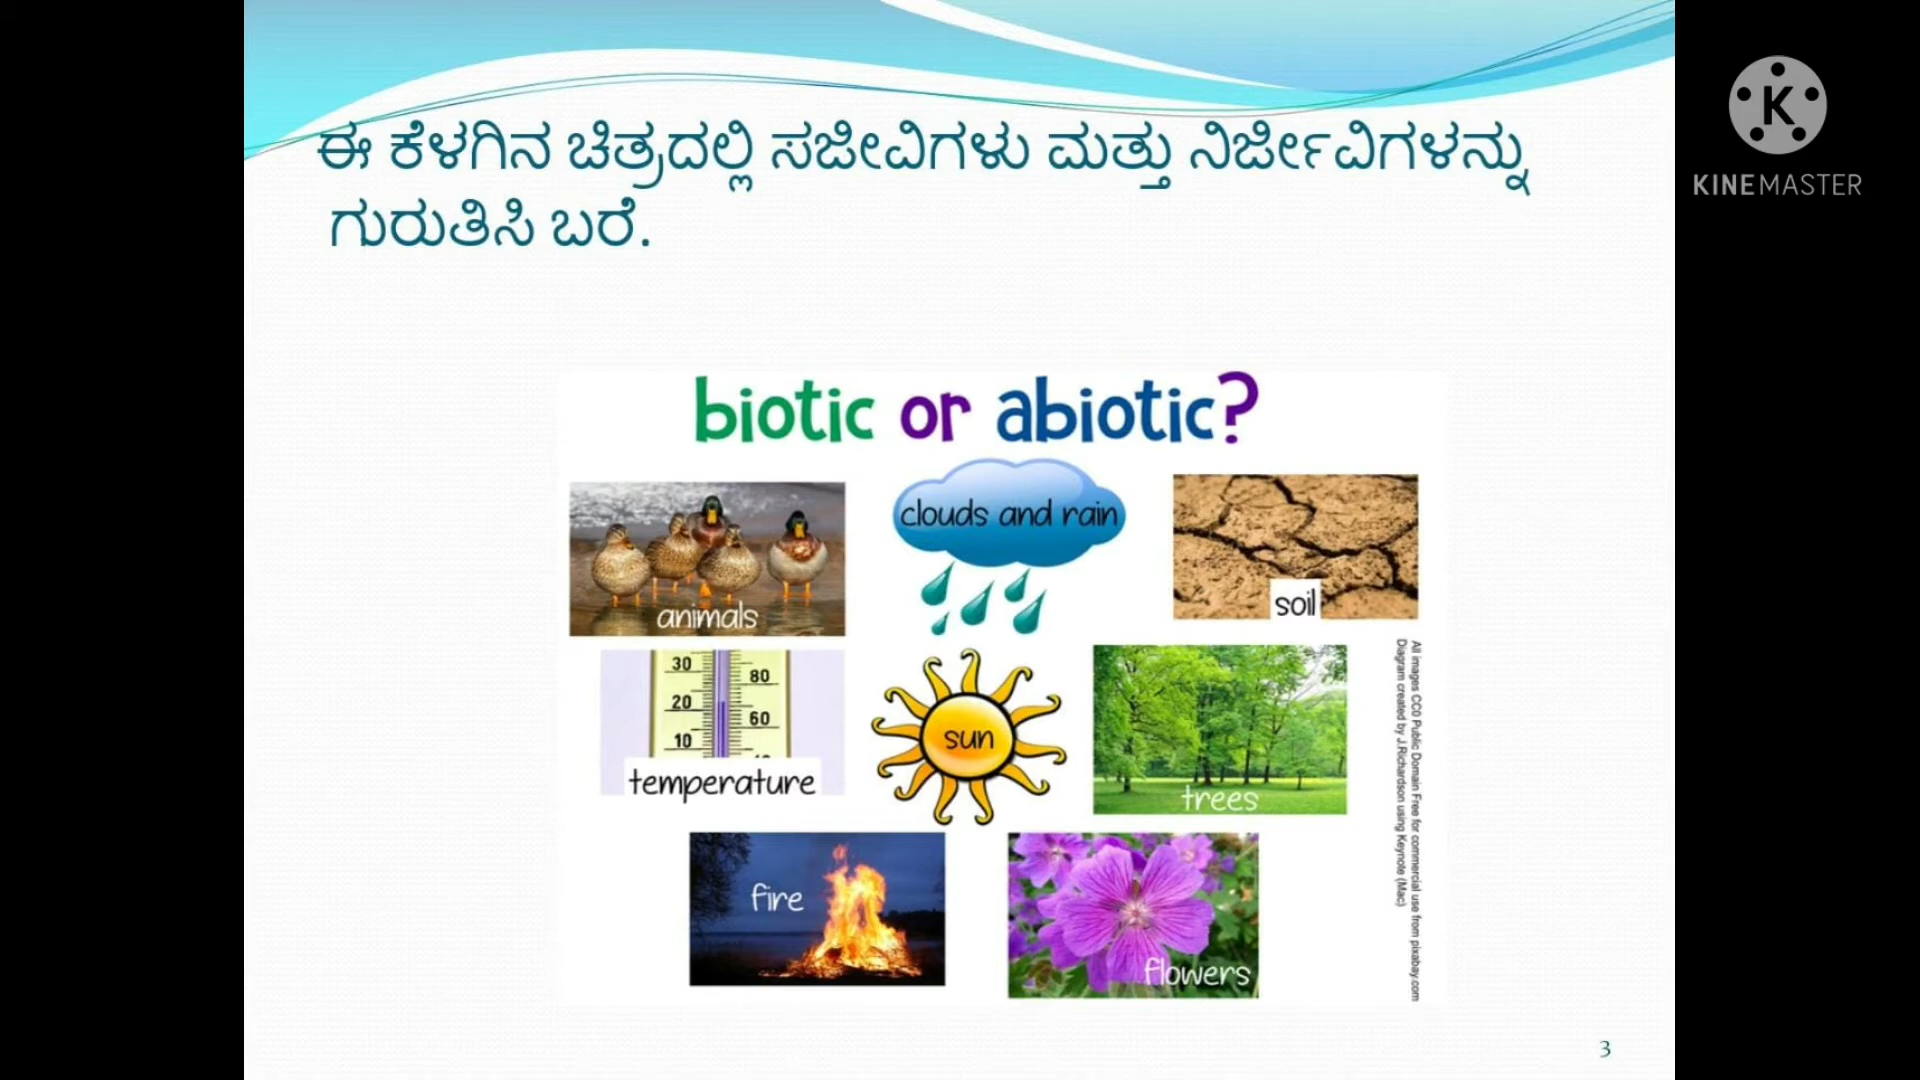 ಈ ಕೆಳಗಿನ ಚಿತ್ರದಲ್ಲಿ ಸಜೀವಿಗಳು ಮತ್ತು ನಿರ್ಜೀವಿಗಳನ್ನು
ಗುರುತಿಸಿ ಬರೆ.
KINEMASTER
biotic or abiotic?
animals
clouds and rain
soil
30
80
20
60
10
temperature
sun
trees
fire
flowers
All images CC0 Public Domain Free for commercial use from pixabay.com
Diagram created by J.Richardson using Keynote (Mac)
3